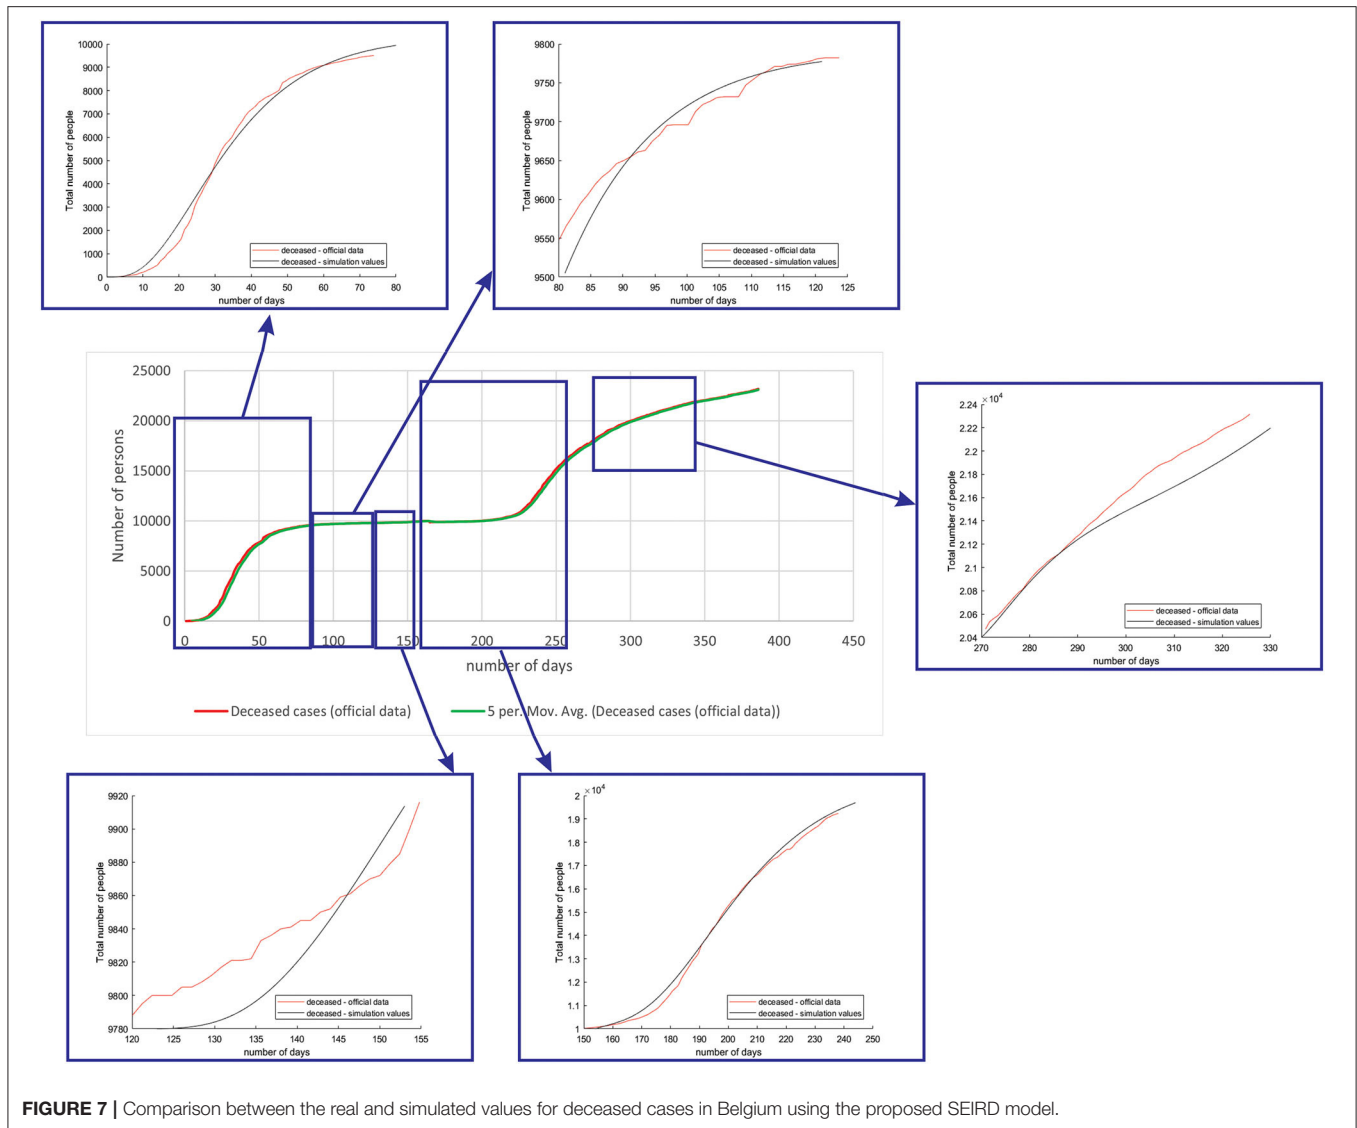 Total number of people
10000
9000
8000
7000
6000
5000
4000
3000
2000
1000
0
deceased - official data
deceased - simulation values
0 10 20 30 40 50 60 70 80
number of days
Total number of people
9800
9750
9700
9650
9600
9550
9500
deceased - official data
deceased - simulation values
80 85 90 95 100 105 110 115 120 125
number of days
Number of persons
25000
20000
15000
10000
5000
0
0 50 100 150 200 250 300 350 400 450
number of days
Deceased cases (official data) 5 per. Mov. Avg. (Deceased cases (official data))
×10⁴
Total number of people
2.24
2.22
2.2
2.18
2.16
2.14
2.12
2.1
2.08
2.06
2.04
deceased - official data
deceased - simulation values
270 280 290 300 310 320 330
number of days
Total number of people
9920
9900
9880
9860
9840
9820
9800
9780
deceased - official data
deceased - simulation values
120 125 130 135 140 145 150 155
number of days
×10⁴
Total number of people
2
1.9
1.8
1.7
1.6
1.5
1.4
1.3
1.2
1.1
1
deceased - official data
deceased - simulation values
150 160 170 180 190 200 210 220 230 240 250
number of days
FIGURE 7 | Comparison between the real and simulated values for deceased cases in Belgium using the proposed SEIRD model.